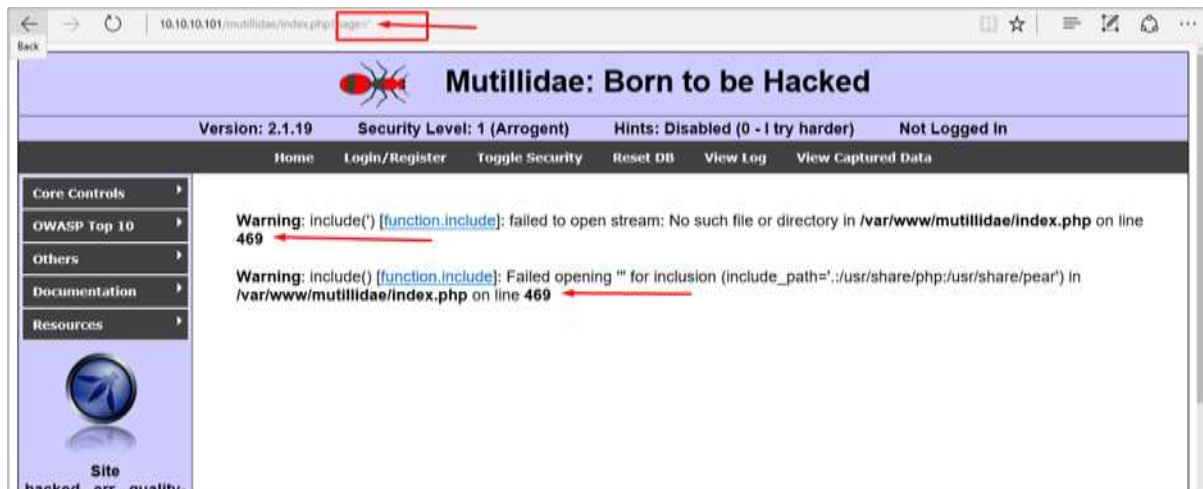 10.10.10.101/mutillidae/index.php?page='
Back
Mutillidae: Born to be Hacked
Version: 2.1.19 Security Level: 1 (Arrogent) Hints: Disabled (0 - I try harder) Not Logged In
Home Login/Register Toggle Security Reset DB View Log View Captured Data
Core Controls
OWASP Top 10
Others
Documentation
Resources
Warning: include(') [function.include]: failed to open stream: No such file or directory in /var/www/mutillidae/index.php on line
469
Warning: include() [function.include]: Failed opening ''' for inclusion (include_path='.:/usr/share/php:/usr/share/pear') in
/var/www/mutillidae/index.php on line 469
Site
hacked...err...quality-